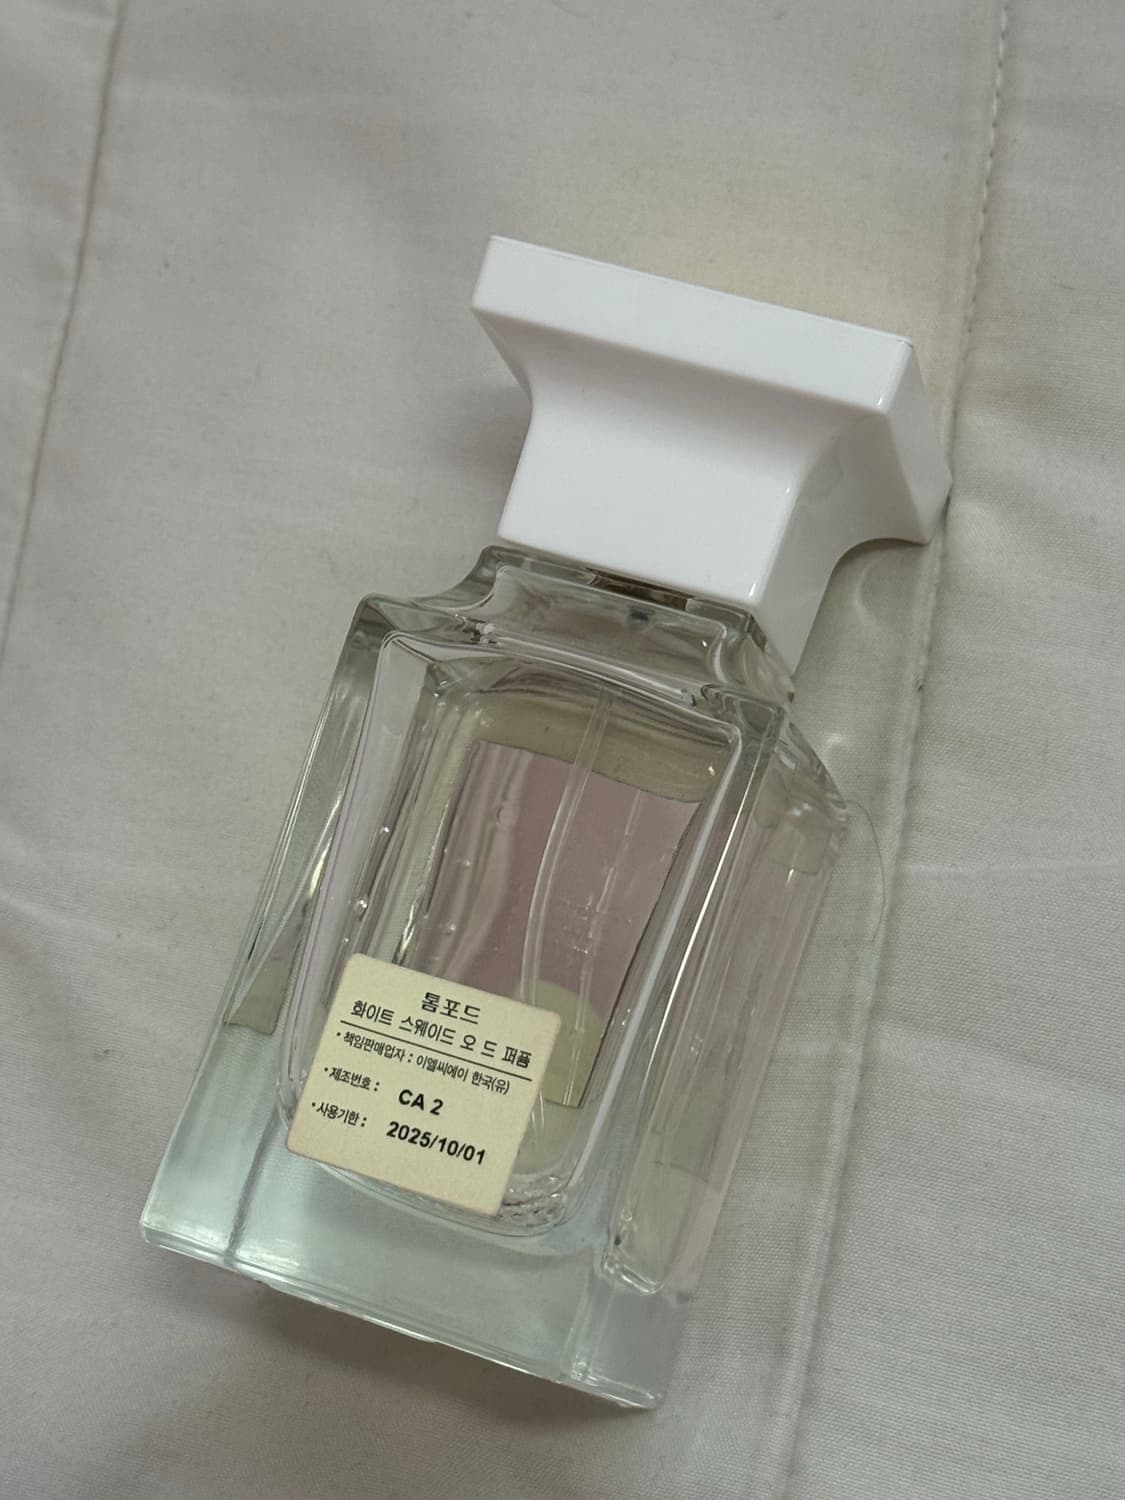 톰포드
화이트 스웨이드 오 드 퍼퓸
• 책임판매업자 : 이엘씨에이 한국(유)
• 제조번호 : CA 2
• 사용기한 : 2025/10/01